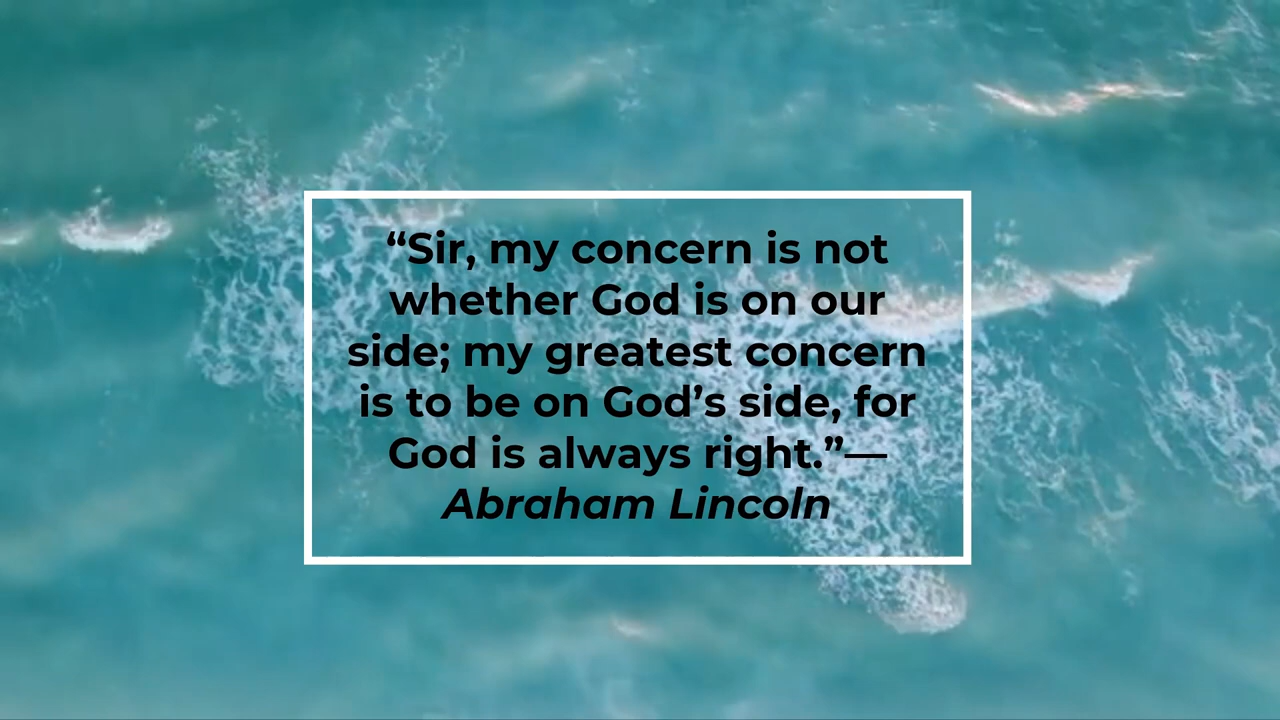 “Sir, my concern is not
whether God is on our
side; my greatest concern
is to be on God’s side, for
God is always right.”—
Abraham Lincoln